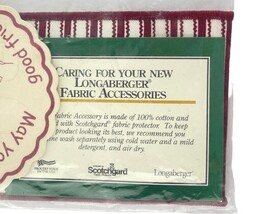 good fri
May yo
CARING FOR YOUR NEW
LONGABERGER®
FABRIC ACCESSORIES
Fabric Accessory is made of 100% cotton and
d with Scotchgard® fabric protector. To keep
product looking its best, we recommend you
ne wash separately using cold water and a mild
detergent, and air dry.
Scotchgard
Longaberger®